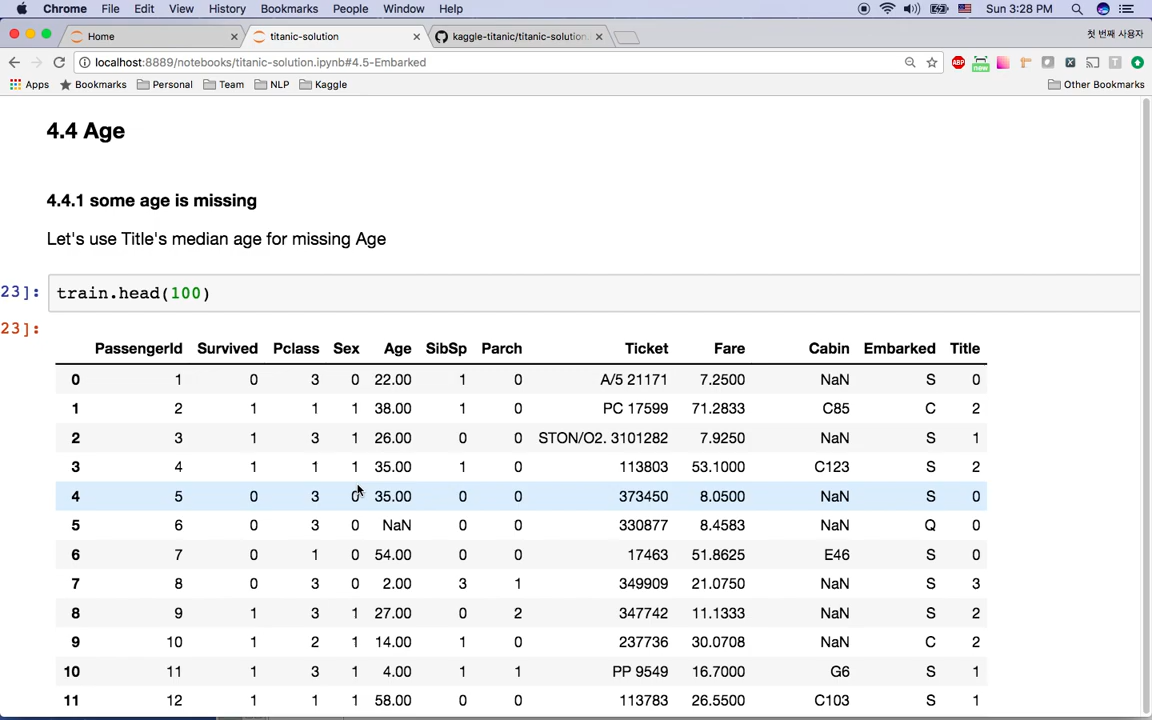 Chrome File Edit View History Bookmarks People Window Help Sun 3:28 PM
Home titanic-solution kaggle-titanic/titanic-solution. 첫 번째 사용자
localhost:8889/notebooks/titanic-solution.ipynb#4.5-Embarked ABP new T
Apps Bookmarks Personal Team NLP Kaggle Other Bookmarks
4.4 Age
4.4.1 some age is missing
Let's use Title's median age for missing Age
23]: train.head(100)
23]:
PassengerId Survived Pclass Sex Age SibSp Parch Ticket Fare Cabin Embarked Title
0 1 0 3 0 22.00 1 0 A/5 21171 7.2500 NaN S 0
1 2 1 1 1 38.00 1 0 PC 17599 71.2833 C85 C 2
2 3 1 3 1 26.00 0 0 STON/O2. 3101282 7.9250 NaN S 1
3 4 1 1 1 35.00 1 0 113803 53.1000 C123 S 2
4 5 0 3 0 35.00 0 0 373450 8.0500 NaN S 0
5 6 0 3 0 NaN 0 0 330877 8.4583 NaN Q 0
6 7 0 1 0 54.00 0 0 17463 51.8625 E46 S 0
7 8 0 3 0 2.00 3 1 349909 21.0750 NaN S 3
8 9 1 3 1 27.00 0 2 347742 11.1333 NaN S 2
9 10 1 2 1 14.00 1 0 237736 30.0708 NaN C 2
10 11 1 3 1 4.00 1 1 PP 9549 16.7000 G6 S 1
11 12 1 1 1 58.00 0 0 113783 26.5500 C103 S 1